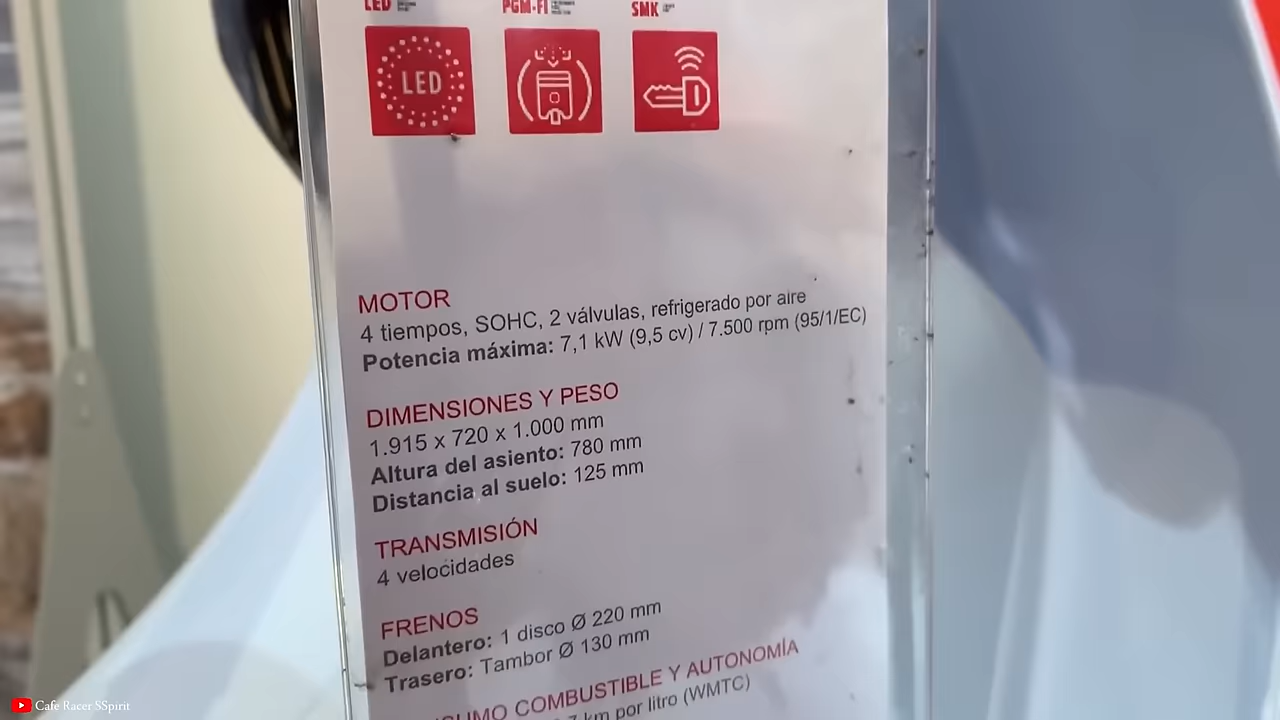 LED PGM-FI SMK
LED
MOTOR
4 tiempos, SOHC, 2 válvulas, refrigerado por aire
Potencia máxima: 7,1 kW (9,5 cv) / 7.500 rpm (95/1/EC)
DIMENSIONES Y PESO
1.915 x 720 x 1.000 mm
Altura del asiento: 780 mm
Distancia al suelo: 125 mm
TRANSMISIÓN
4 velocidades
FRENOS
Delantero: 1 disco Ø 220 mm
Trasero: Tambor Ø 130 mm
COMBUSTIBLE Y AUTONOMÍA
km por litro (WMTC)
Cafe Racer SSpirit